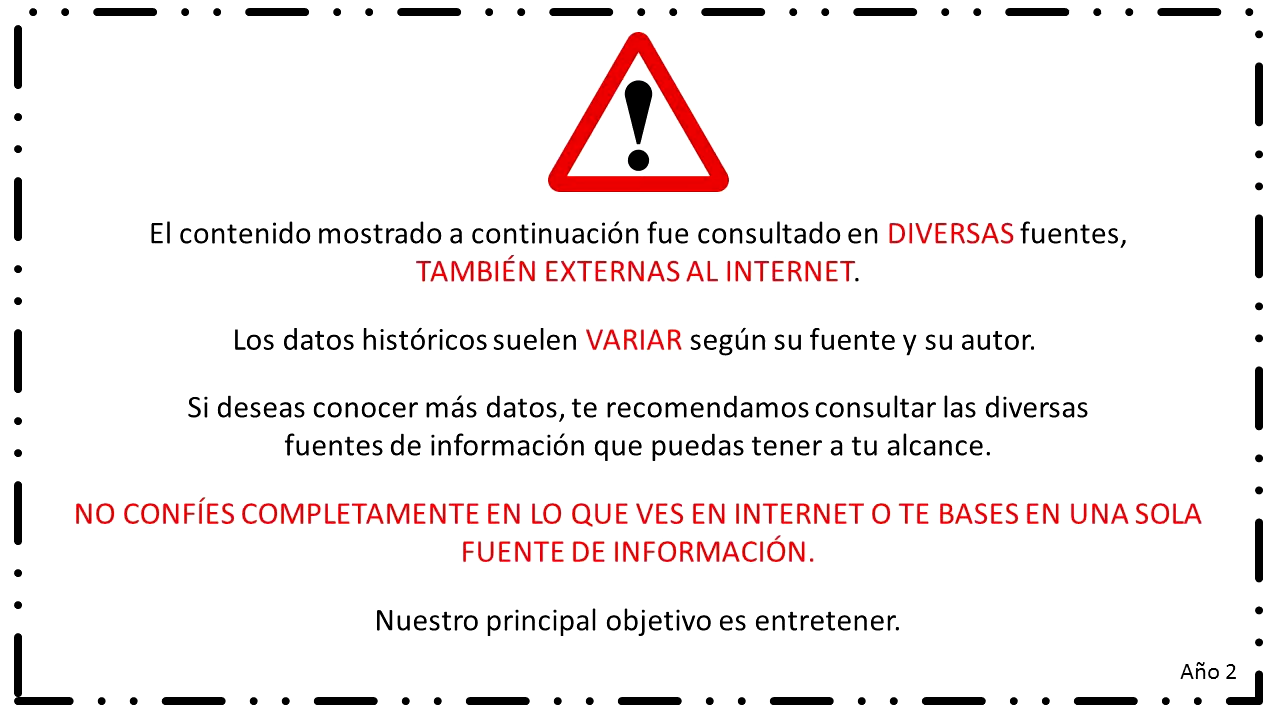 El contenido mostrado a continuación fue consultado en DIVERSAS fuentes,
TAMBIÉN EXTERNAS AL INTERNET.
Los datos históricos suelen VARIAR según su fuente y su autor.
Si deseas conocer más datos, te recomendamos consultar las diversas
fuentes de información que puedas tener a tu alcance.
NO CONFÍES COMPLETAMENTE EN LO QUE VES EN INTERNET O TE BASES EN UNA SOLA
FUENTE DE INFORMACIÓN.
Nuestro principal objetivo es entretener.
Año 2